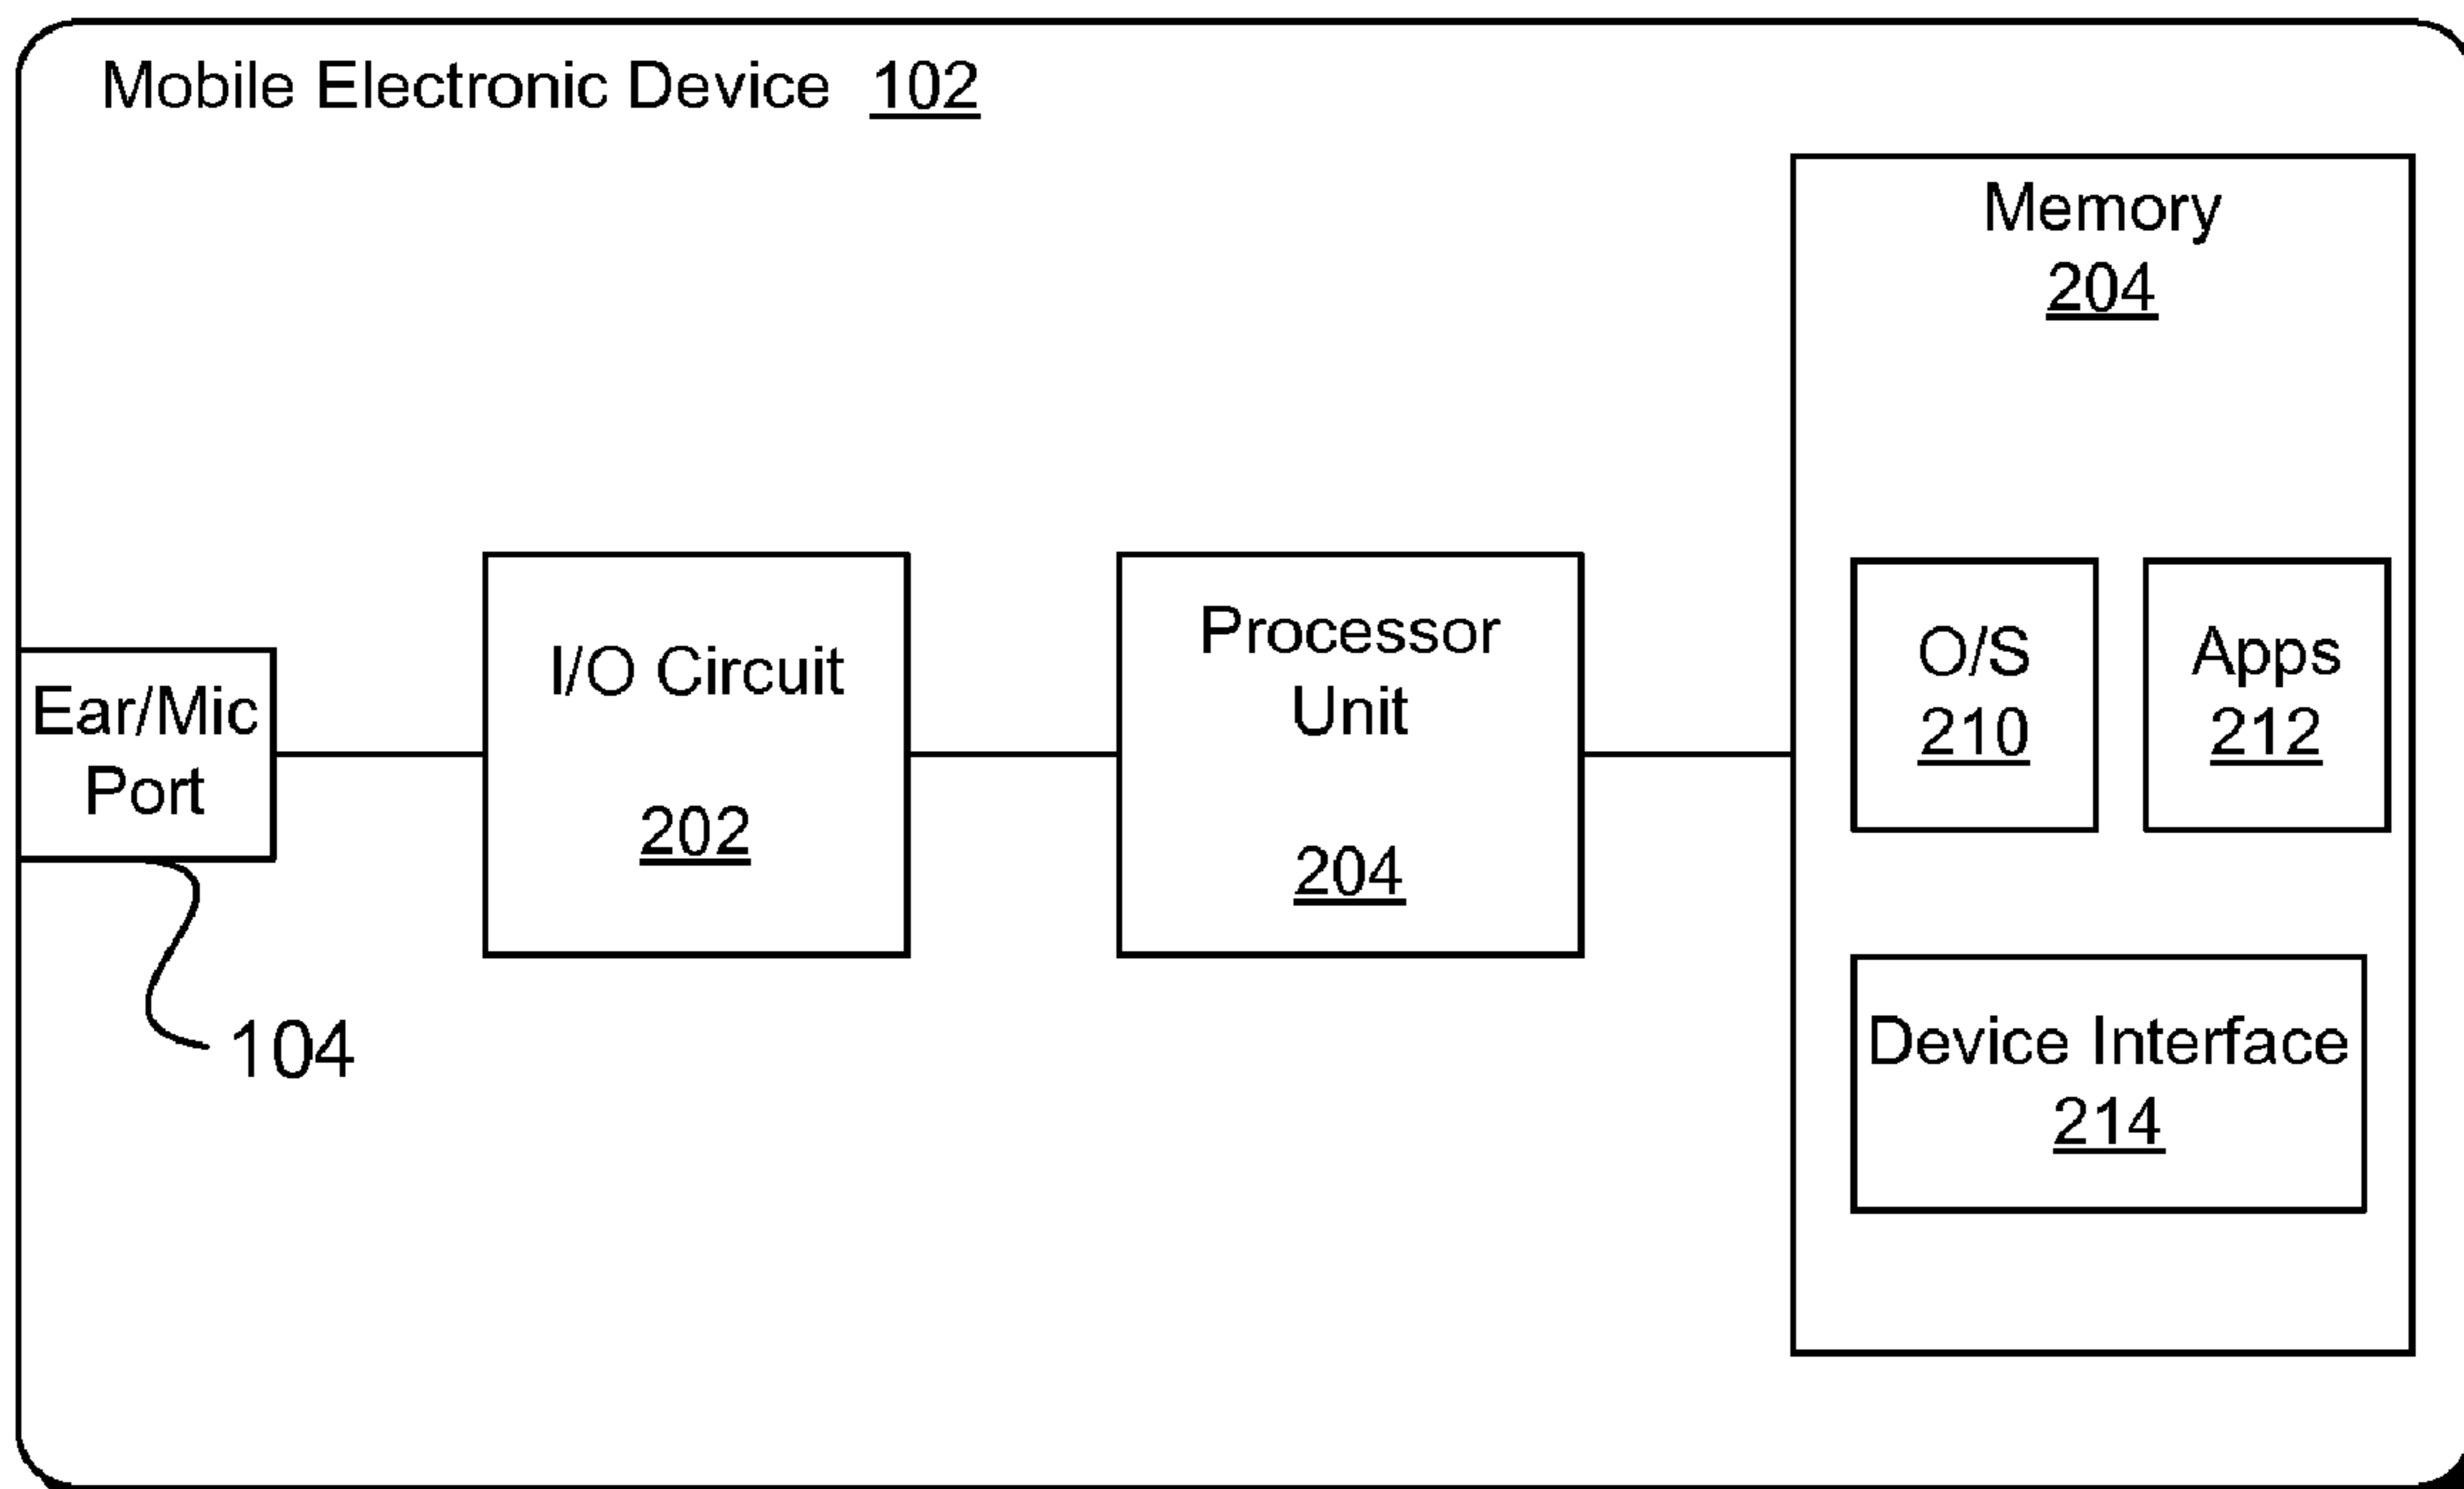 Mobile Electronic Device 102
Memory
204
Ear/Mic
Port
104
I/O Circuit
202
Processor
Unit
204
O/S
210
Apps
212
Device Interface
214